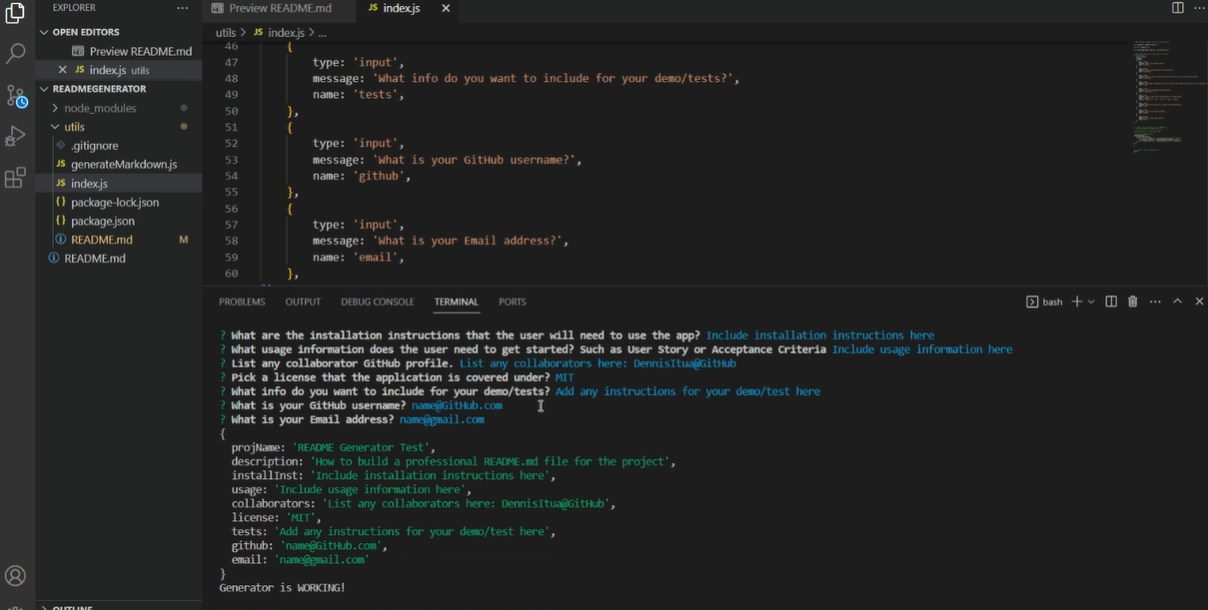 EXPLORER
OPEN EDITORS
Preview README.md
index.js utils
READMEGENERATOR
node_modules
utils
.gitignore
JS generateMarkdown.js
JS index.js
{} package-lock.json
{} package.json
README.md M
README.md
OUTLINE
Preview README.md
JS index.js
utils > JS index.js > ...
46 {
47 type: 'input',
48 message: 'What info do you want to include for your demo/tests?',
49 name: 'tests',
50 },
51 {
52 type: 'input',
53 message: 'What is your GitHub username?',
54 name: 'github',
55 },
56 {
57 type: 'input',
58 message: 'What is your Email address?',
59 name: 'email',
60 },
PROBLEMS OUTPUT DEBUG CONSOLE TERMINAL PORTS
bash
? What are the installation instructions that the user will need to use the app? Include installation instructions here
? What usage information does the user need to get started? Such as User Story or Acceptance Criteria Include usage information here
? List any collaborator GitHub profile. List any collaborators here: DennisItua@GitHub
? Pick a license that the application is covered under? MIT
? What info do you want to include for your demo/tests? Add any instructions for your demo/test here
? What is your GitHub username? name@GitHub.com
? What is your Email address? name@gmail.com
{
projName: 'README Generator Test',
description: 'How to build a professional README.md file for the project',
installInst: 'Include installation instructions here',
usage: 'Include usage information here',
collaborators: 'List any collaborators here: DennisItua@GitHub',
license: 'MIT',
tests: 'Add any instructions for your demo/test here',
github: 'name@GitHub.com',
email: 'name@gmail.com'
}
Generator is WORKING!